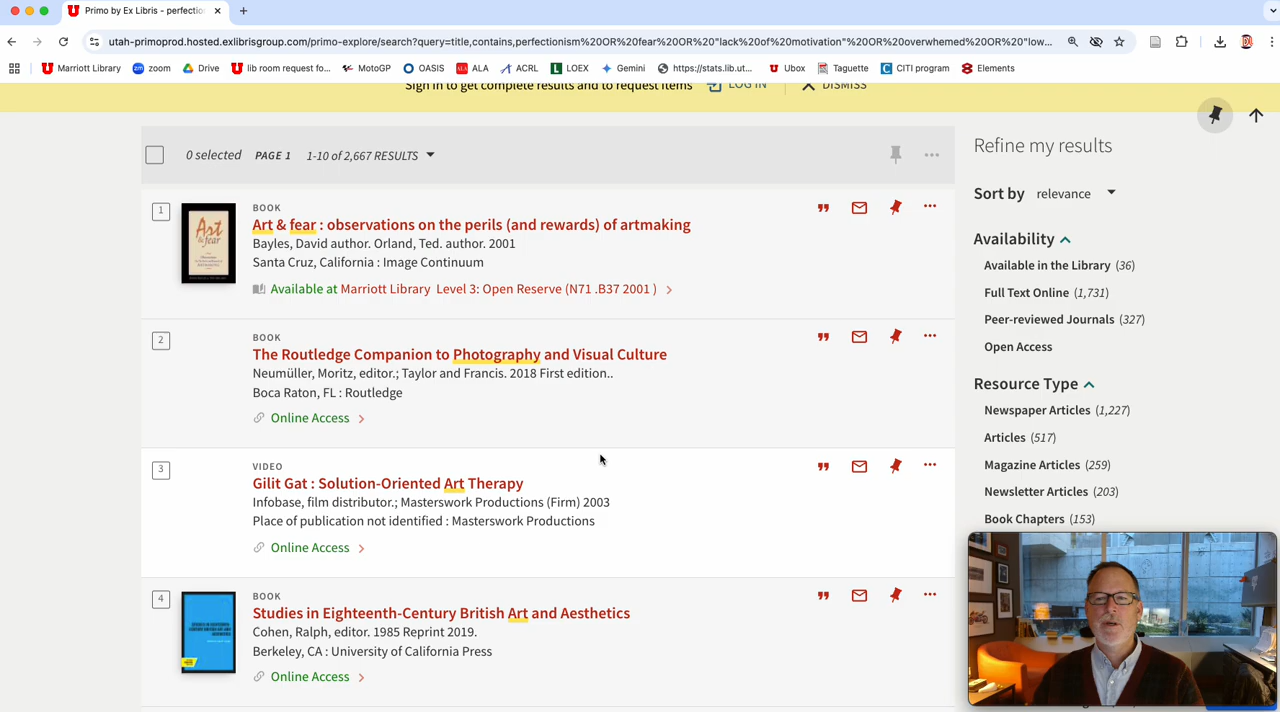 Primo by Ex Libris - perfectio
utah-primoprod.hosted.exlibrisgroup.com/primo-explore/search?query=title,contains,perfectionism%20OR%20fear%20OR%20"lack%20of%20motivation"%20OR%20overwhemed%20OR%20"low...
Marriott Library zoom Drive lib room request fo... MotoGP OASIS ALA ACRL LOEX Gemini https://stats.lib.ut... Ubox Taguette CITI program Elements
Sign in to get complete results and to request items LOG IN DISMISS
0 selected PAGE 1 1-10 of 2,667 RESULTS
1
BOOK
Art & fear : observations on the perils (and rewards) of artmaking
Bayles, David author. Orland, Ted. author. 2001
Santa Cruz, California : Image Continuum
Available at Marriott Library Level 3: Open Reserve (N71 .B37 2001 )
2
BOOK
The Routledge Companion to Photography and Visual Culture
Neumüller, Moritz, editor.; Taylor and Francis. 2018 First edition..
Boca Raton, FL : Routledge
Online Access
3
VIDEO
Gilit Gat : Solution-Oriented Art Therapy
Infobase, film distributor.; Masterswork Productions (Firm) 2003
Place of publication not identified : Masterswork Productions
Online Access
4
BOOK
Studies in Eighteenth-Century British Art and Aesthetics
Cohen, Ralph, editor. 1985 Reprint 2019.
Berkeley, CA : University of California Press
Online Access
Refine my results
Sort by relevance
Availability
Available in the Library (36)
Full Text Online (1,731)
Peer-reviewed Journals (327)
Open Access
Resource Type
Newspaper Articles (1,227)
Articles (517)
Magazine Articles (259)
Newsletter Articles (203)
Book Chapters (153)
Art
& fear